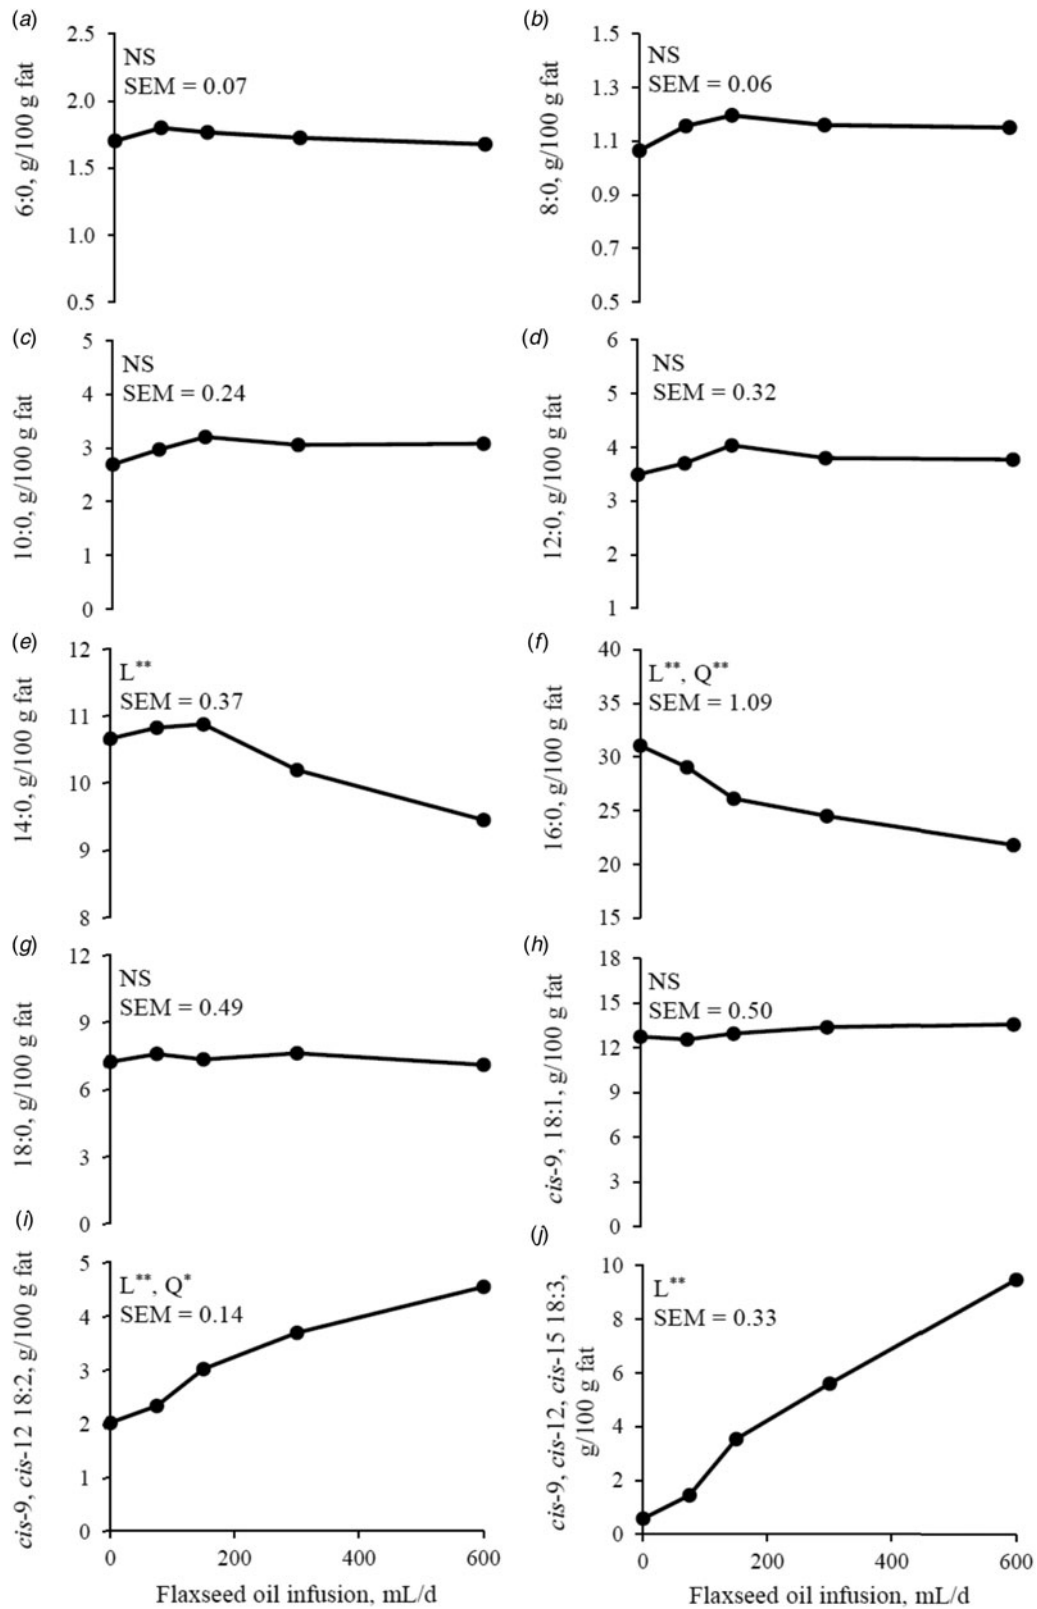 (a)
2.5
2.0
1.5
1.0
0.5
6:0, g/100 g fat
NS
SEM = 0.07
(b)
1.5
1.3
1.1
0.9
0.7
0.5
8:0, g/100 g fat
NS
SEM = 0.06
(c)
5
4
3
2
1
0
10:0, g/100 g fat
NS
SEM = 0.24
(d)
6
5
4
3
2
1
12:0, g/100 g fat
NS
SEM = 0.32
(e)
12
11
10
9
8
14:0, g/100 g fat
L**
SEM = 0.37
(f)
40
35
30
25
20
15
16:0, g/100 g fat
L**, Q**
SEM = 1.09
(g)
12
9
6
3
0
18:0, g/100 g fat
NS
SEM = 0.49
(h)
18
15
12
9
6
3
0
cis-9, 18:1, g/100 g fat
NS
SEM = 0.50
(i)
5
4
3
2
1
0
cis-9, cis-12 18:2, g/100 g fat
L**, Q*
SEM = 0.14
0 200 400 600
Flaxseed oil infusion, mL/d
(j)
10
8
6
4
2
0
cis-9, cis-12, cis-15 18:3,
g/100 g fat
L**
SEM = 0.33
0 200 400 600
Flaxseed oil infusion, mL/d